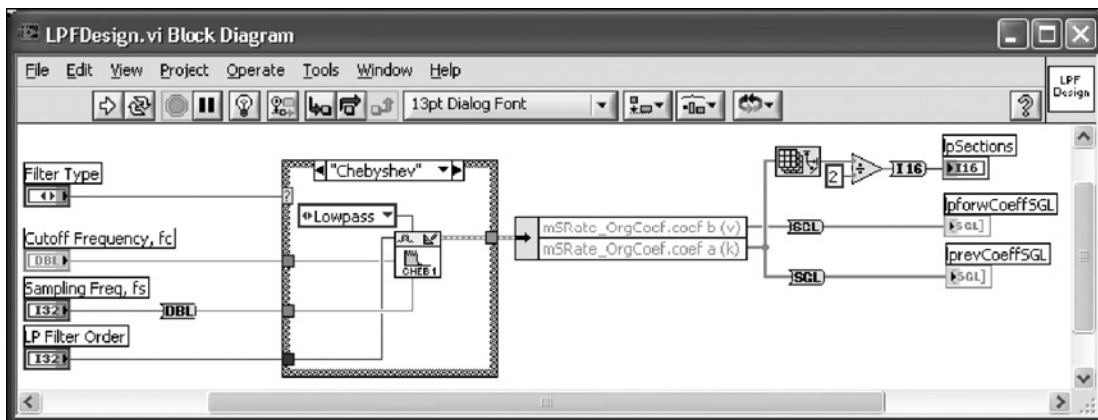 LPFDesign.vi Block Diagram
File Edit View Project Operate Tools Window Help
13pt Dialog Font
LPF
Design
Filter Type
Cutoff Frequency, fc
DBL
Sampling Freq, fs
I32
DBL
LP Filter Order
I32
"Chebyshev"
?
Lowpass
CHEB 1
mSRate_OrgCoef.coef b (v)
mSRate_OrgCoef.coef a (k)
2
÷
I16
lpSections
I16
SGL
lpforwCoeffSGL
[SGL]
SGL
lprevCoeffSGL
[SGL]